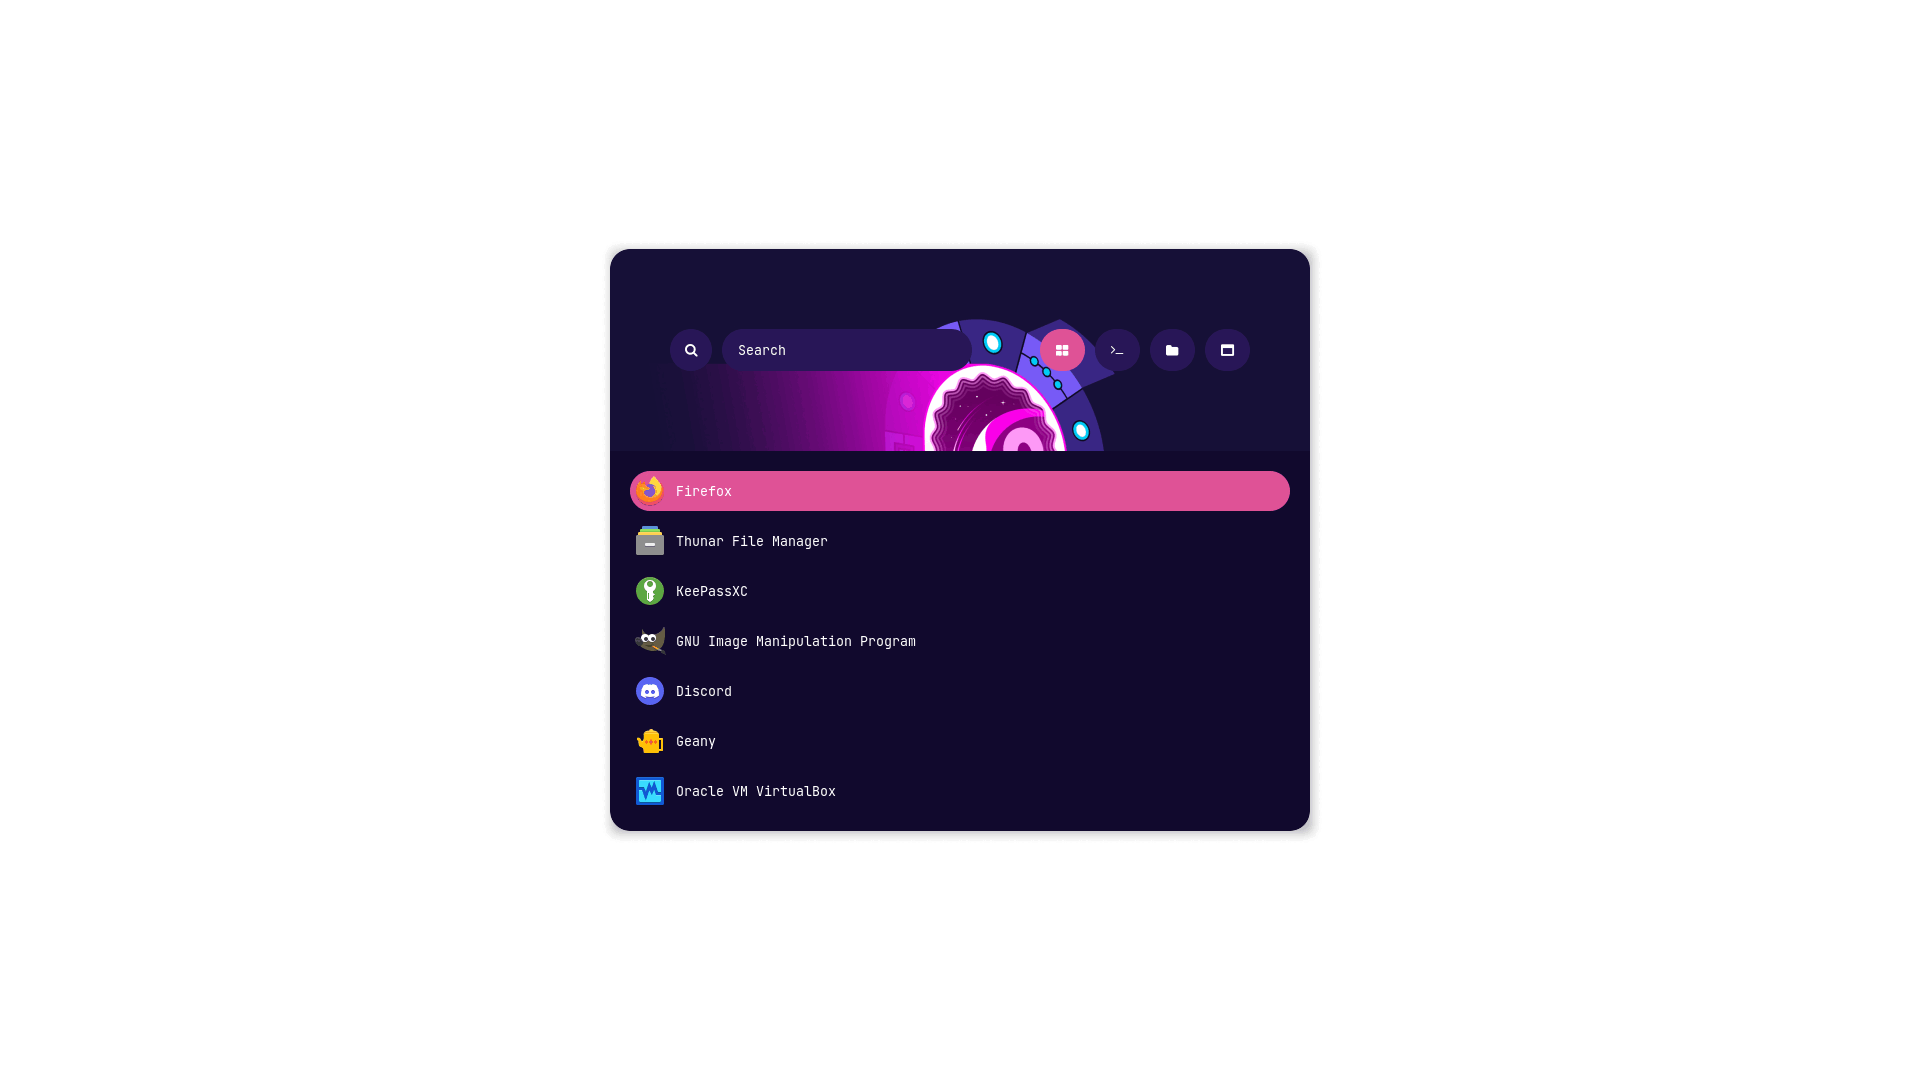 Search
Firefox
Thunar File Manager
KeePassXC
GNU Image Manipulation Program
Discord
Geany
Oracle VM VirtualBox